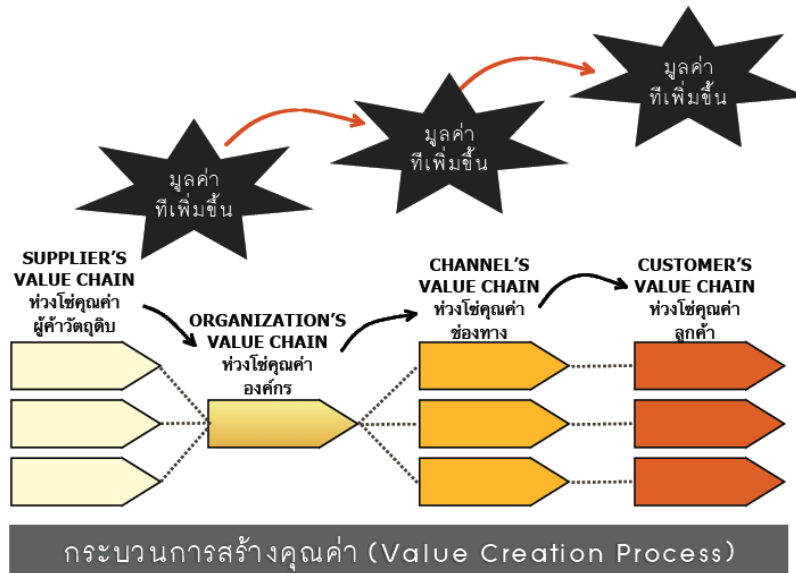 มูลค่า
ที่เพิ่มขึ้น
มูลค่า
ที่เพิ่มขึ้น
มูลค่า
ที่เพิ่มขึ้น
SUPPLIER'S
VALUE CHAIN
ห่วงโซ่คุณค่า
ผู้ค้าวัตถุดิบ
ORGANIZATION'S
VALUE CHAIN
ห่วงโซ่คุณค่า
องค์กร
CHANNEL'S
VALUE CHAIN
ห่วงโซ่คุณค่า
ช่องทาง
CUSTOMER'S
VALUE CHAIN
ห่วงโซ่คุณค่า
ลูกค้า
กระบวนการสร้างคุณค่า (Value Creation Process)